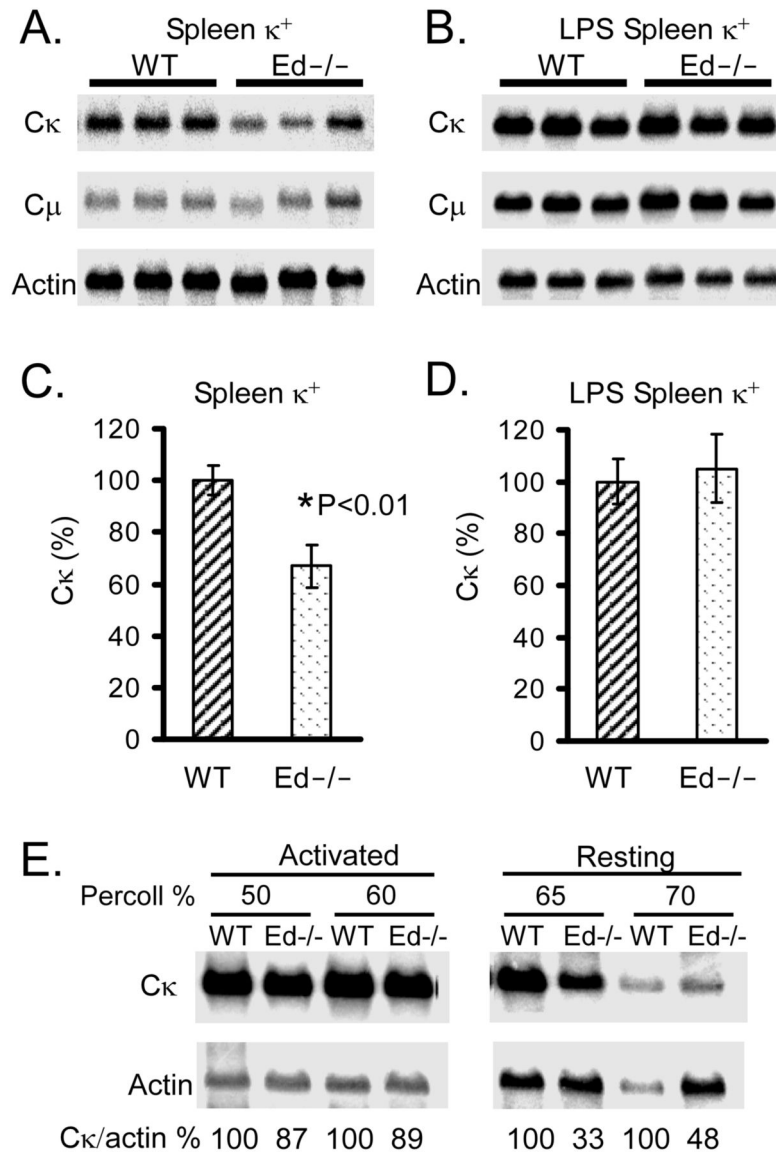 A. Spleen κ+
WT Ed−/−
Cκ
Cμ
Actin
B. LPS Spleen κ+
WT Ed−/−
Cκ
Cμ
Actin
C. Spleen κ+
Cκ (%)
120
100
80
60
40
20
0
*P<0.01
WT Ed−/−
D. LPS Spleen κ+
Cκ (%)
120
100
80
60
40
20
0
WT Ed−/−
E. Activated Resting
Percoll % 50 60 65 70
WT Ed-/- WT Ed-/- WT Ed-/- WT Ed-/-
Cκ
Actin
Cκ/actin % 100 87 100 89 100 33 100 48